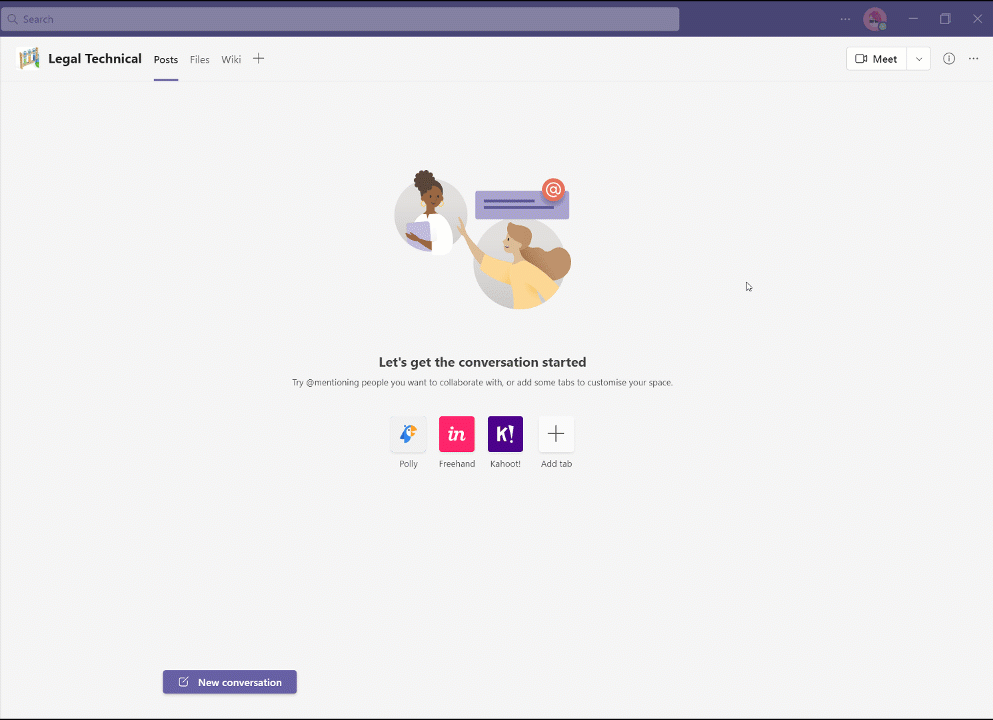 Search
Legal Technical Posts Files Wiki
Meet
@
Let's get the conversation started
Try @mentioning people you want to collaborate with, or add some tabs to customise your space.
in K!
Polly Freehand Kahoot! Add tab
New conversation